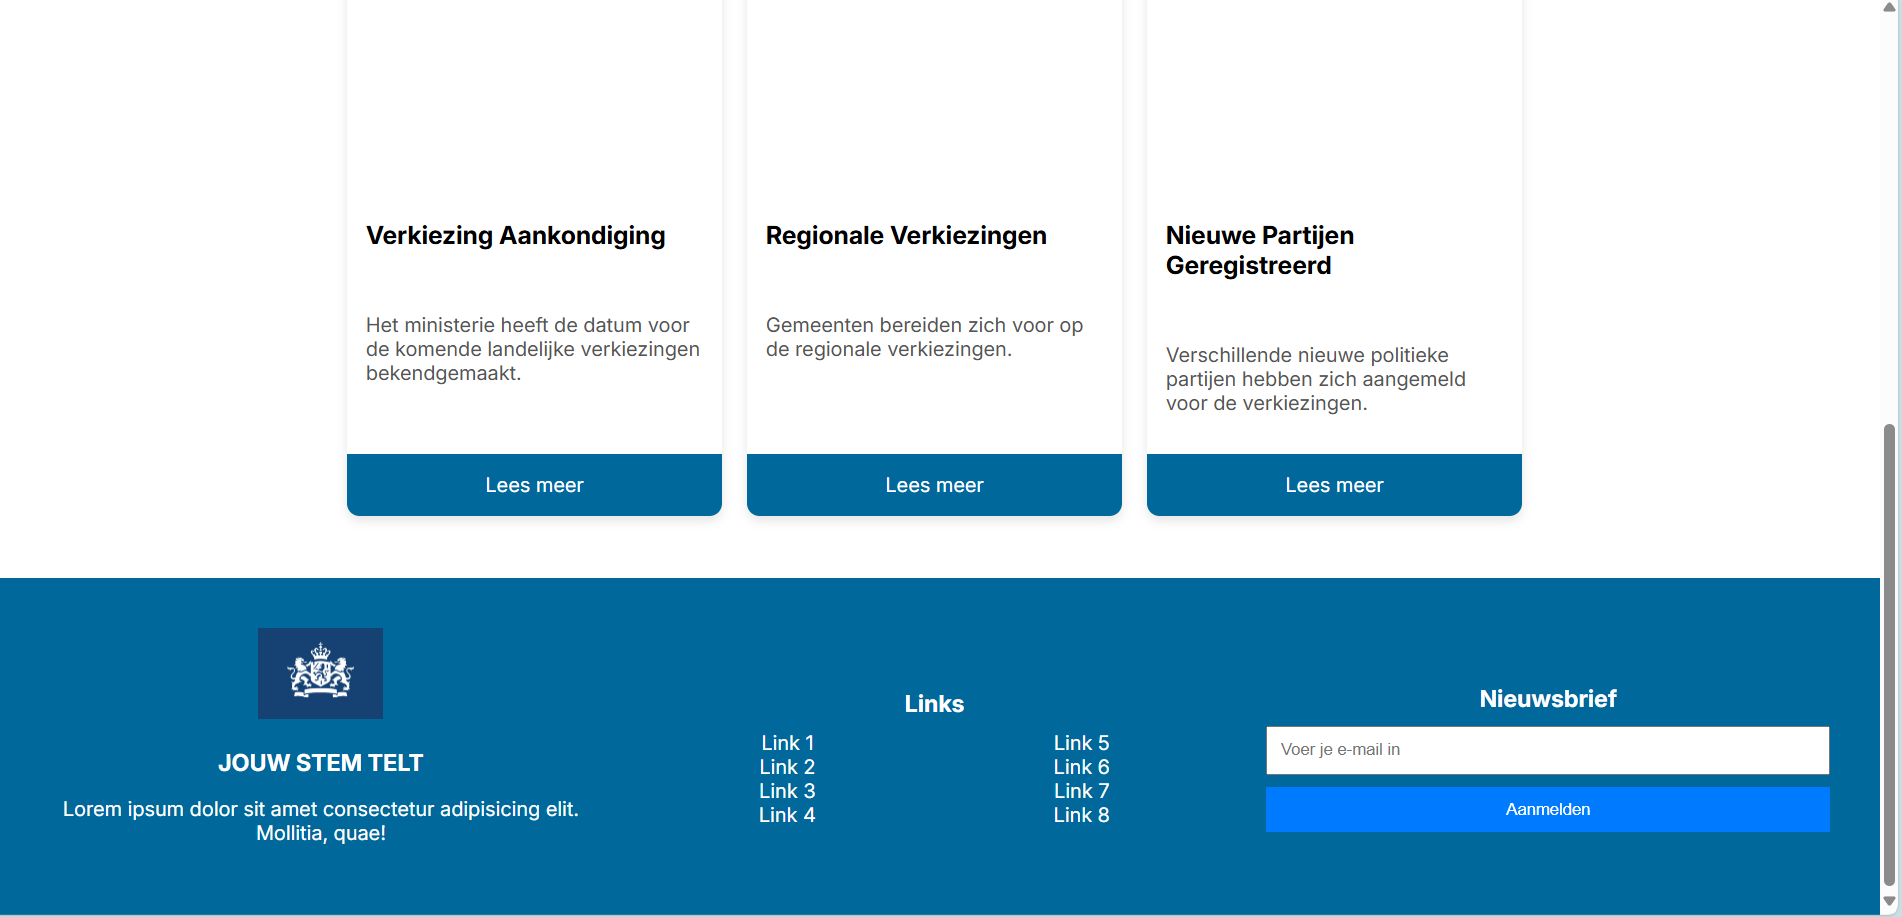 Verkiezing Aankondiging
Het ministerie heeft de datum voor
de komende landelijke verkiezingen
bekendgemaakt.
Lees meer
Regionale Verkiezingen
Gemeenten bereiden zich voor op
de regionale verkiezingen.
Lees meer
Nieuwe Partijen
Geregistreerd
Verschillende nieuwe politieke
partijen hebben zich aangemeld
voor de verkiezingen.
Lees meer
JOUW STEM TELT
Lorem ipsum dolor sit amet consectetur adipisicing elit.
Mollitia, quae!
Links
Link 1
Link 2
Link 3
Link 4
Link 5
Link 6
Link 7
Link 8
Nieuwsbrief
Voer je e-mail in
Aanmelden